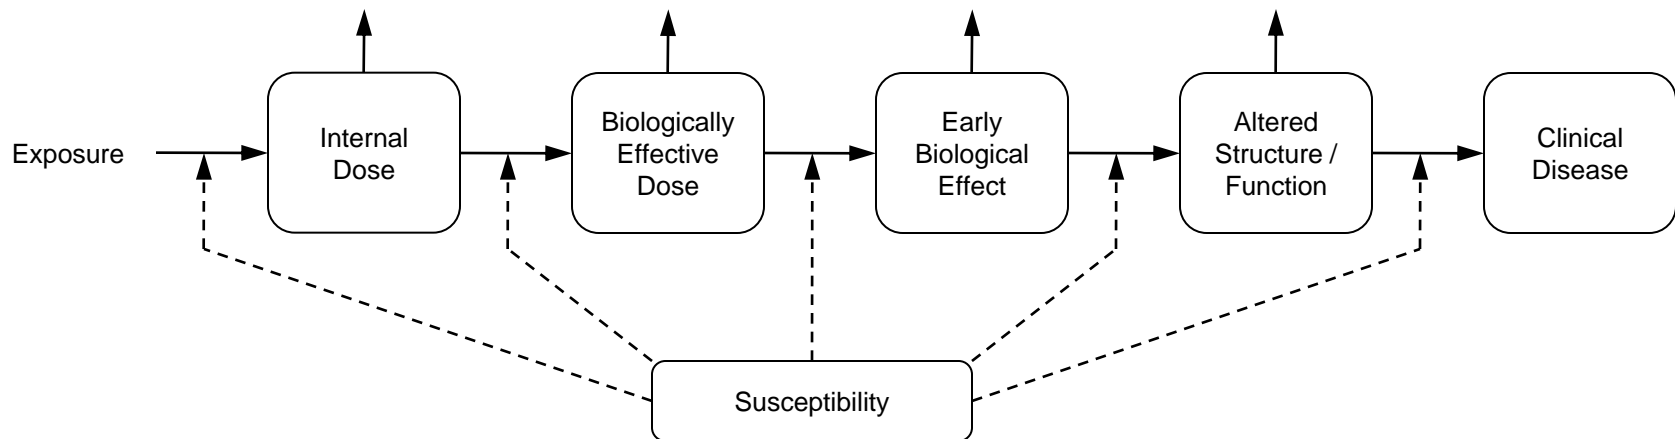 Exposure
Internal
Dose
Biologically
Effective
Dose
Early
Biological
Effect
Altered
Structure /
Function
Clinical
Disease
Susceptibility